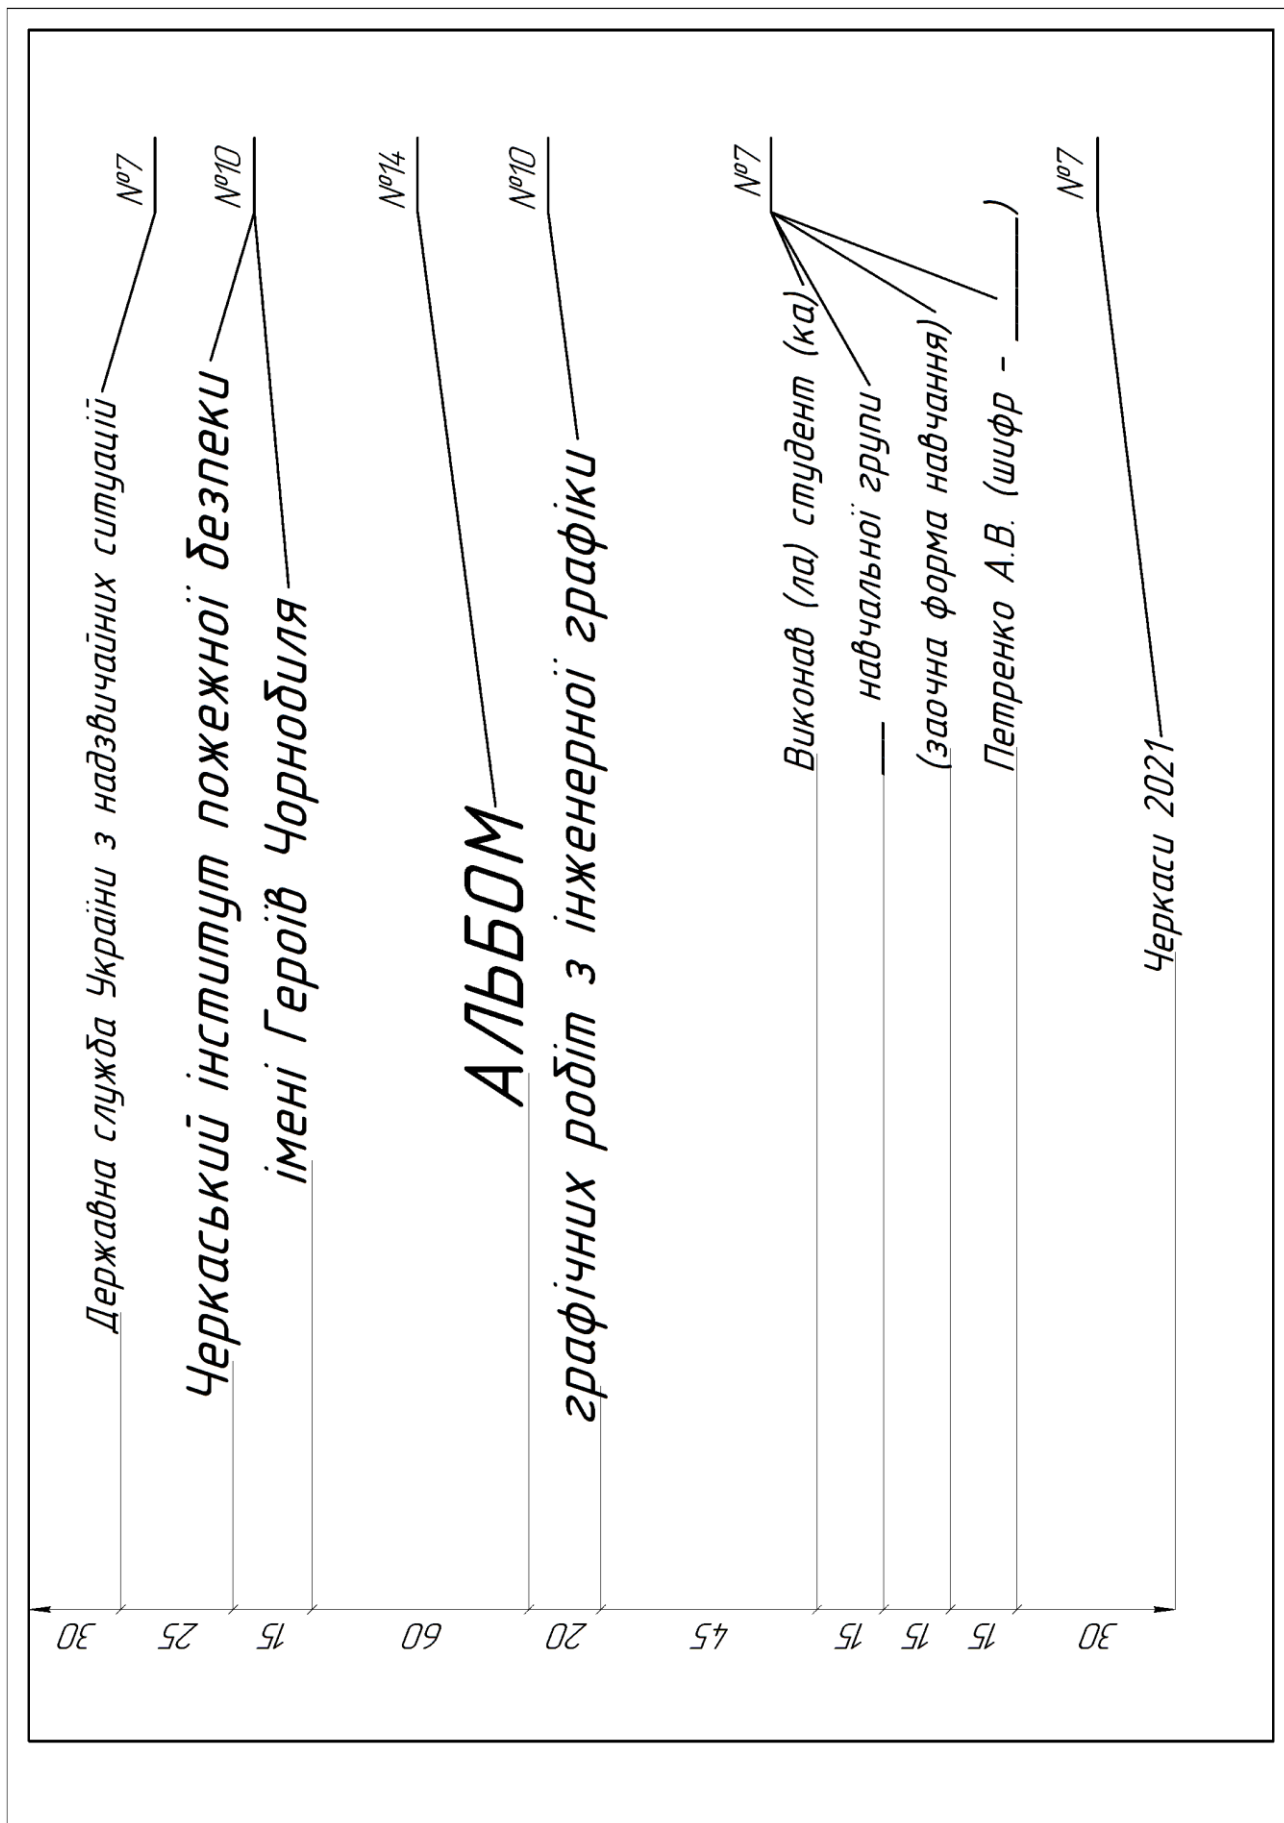 Державна служба України з надзвичайних ситуацій
№7
Черкаський інститут пожежної безпеки
№10
імені Героїв Чорнобиля
АЛЬБОМ
№14
графічних робіт з інженерної графіки
№10
Виконав (ла) студент (ка)
№7
___ навчальної групи
(заочна форма навчання)
Петренко А.В. (шифр - _______)
Черкаси 2021
№7
30
25
15
60
20
45
15
15
15
30